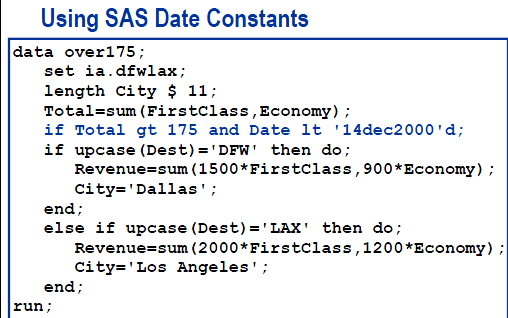 Using SAS Date Constants
data over175;
set ia.dfwlax;
length City $ 11;
Total=sum(FirstClass,Economy);
if Total gt 175 and Date lt '14dec2000'd;
if upcase(Dest)='DFW' then do;
Revenue=sum(1500*FirstClass,900*Economy);
City='Dallas';
end;
else if upcase(Dest)='LAX' then do;
Revenue=sum(2000*FirstClass,1200*Economy);
City='Los Angeles';
end;
run;